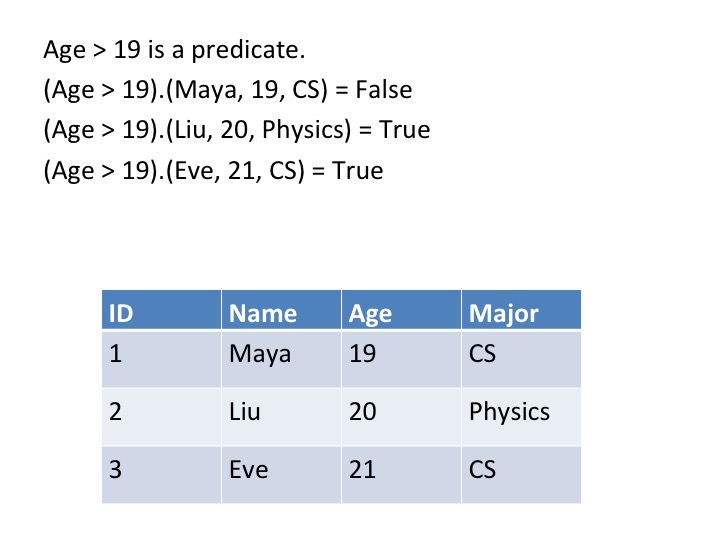 Age > 19 is a predicate.
(Age > 19).(Maya, 19, CS) = False
(Age > 19).(Liu, 20, Physics) = True
(Age > 19).(Eve, 21, CS) = True
ID Name Age Major
1 Maya 19 CS
2 Liu 20 Physics
3 Eve 21 CS